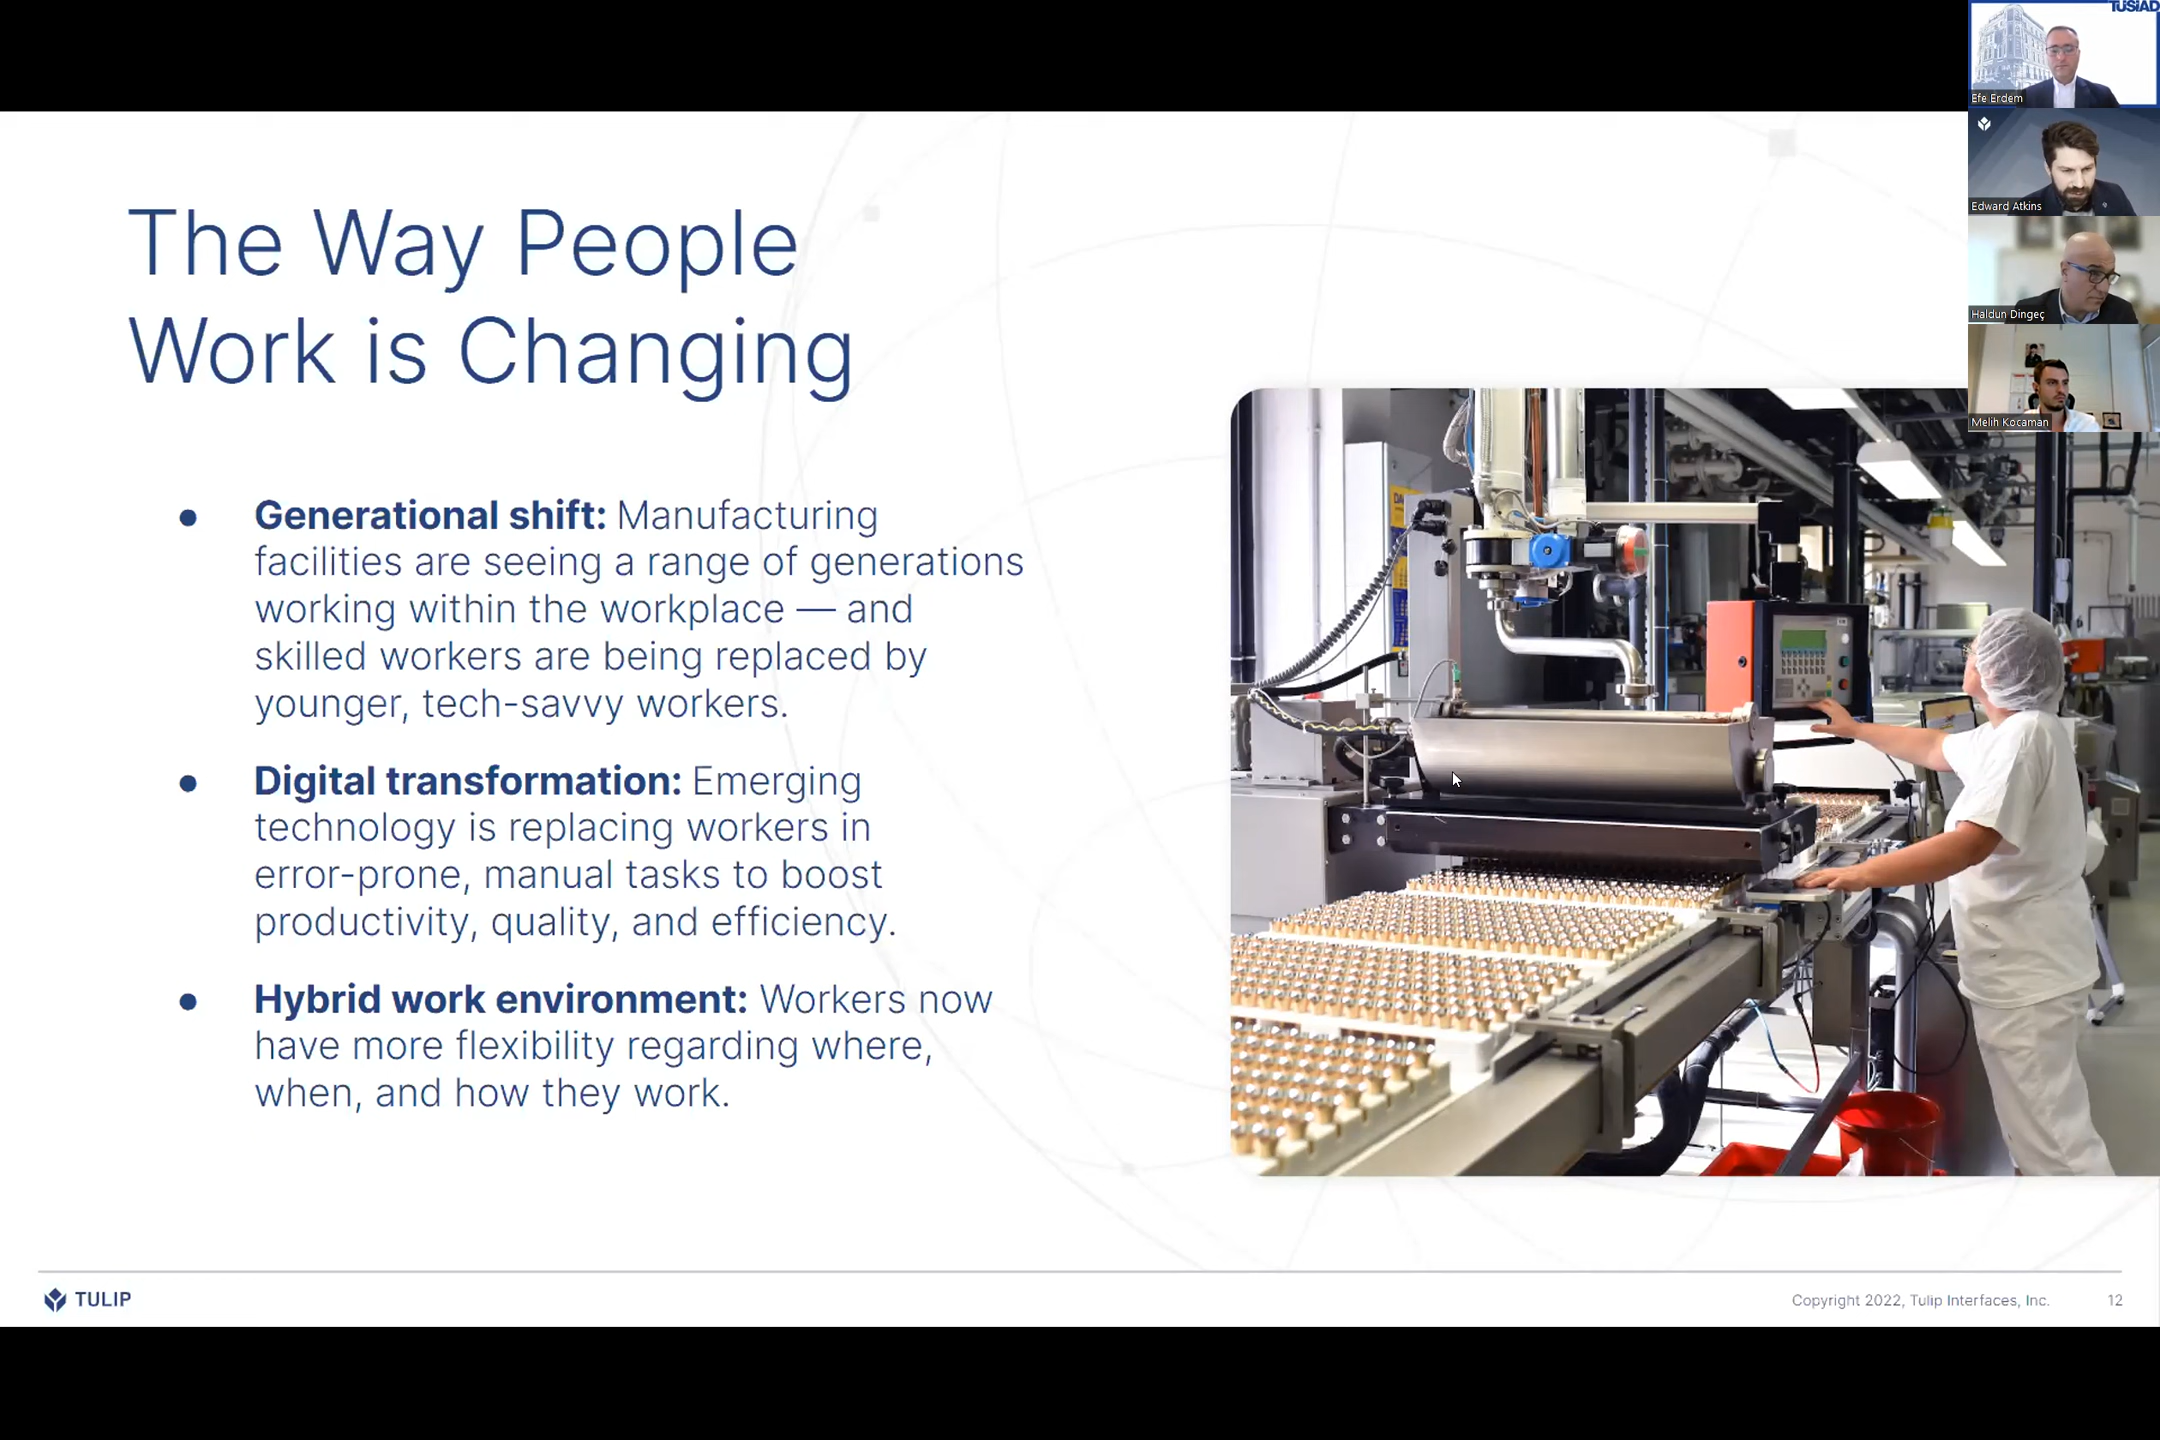 TÜSİAD
Efe Erdem
Edward Atkins
Haldun Dingeç
Melih Kocaman
The Way People
Work is Changing
● Generational shift: Manufacturing
facilities are seeing a range of generations
working within the workplace — and
skilled workers are being replaced by
younger, tech-savvy workers.
● Digital transformation: Emerging
technology is replacing workers in
error-prone, manual tasks to boost
productivity, quality, and efficiency.
● Hybrid work environment: Workers now
have more flexibility regarding where,
when, and how they work.
TULIP
Copyright 2022, Tulip Interfaces, Inc. 12